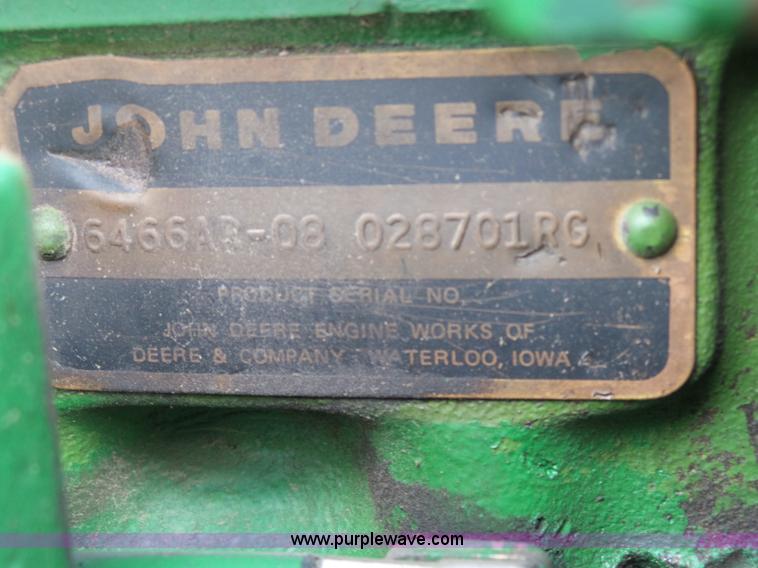 JOHN DEERE
6466AR-08 028701RG
PRODUCT SERIAL NO.
JOHN DEERE ENGINE WORKS OF
DEERE & COMPANY WATERLOO, IOWA
www.purplewave.com